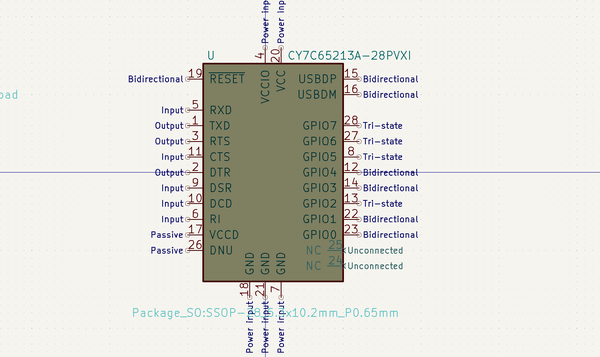 Power input
Power input
U
4
20
CY7C65213A-28PVXI
VCCIO
VCC
Bidirectional 19 RESET
USBDP 15 Bidirectional
USBDM 16 Bidirectional
oad
Input 5 RXD
Output 1 TXD
GPIO7 28 Tri-state
Output 3 RTS
GPIO6 27 Tri-state
Input 11 CTS
GPIO5 8 Tri-state
Output 2 DTR
GPIO4 12 Bidirectional
Input 9 DSR
GPIO3 14 Bidirectional
Input 10 DCD
GPIO2 13 Tri-state
Input 6 RI
GPIO1 22 Bidirectional
Passive 17 VCCD
GPIO0 23 Bidirectional
Passive 26 DNU
NC 25 Unconnected
NC 24 Unconnected
GND
GND
GND
18
21
7
Package_SO:SSOP-
x10.2mm_P0.65mm
Power input
Power input
Power input